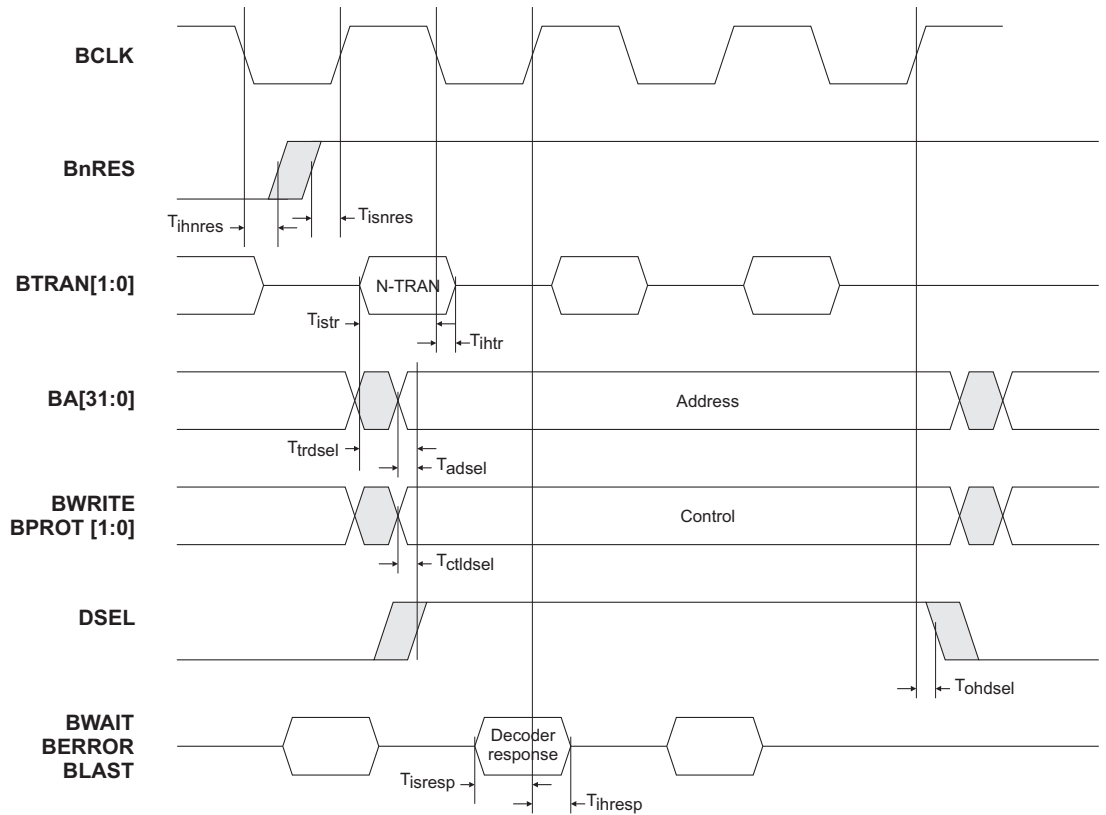 BCLK
BnRES
Tihnres
Tisnres
BTRAN[1:0]
N-TRAN
Tistr
Tihtr
BA[31:0]
Address
Ttrdsel
Tadsel
BWRITE
BPROT [1:0]
Control
Tctldsel
DSEL
Tohdsel
BWAIT
BERROR
BLAST
Decoder
response
Tisresp
Tihresp